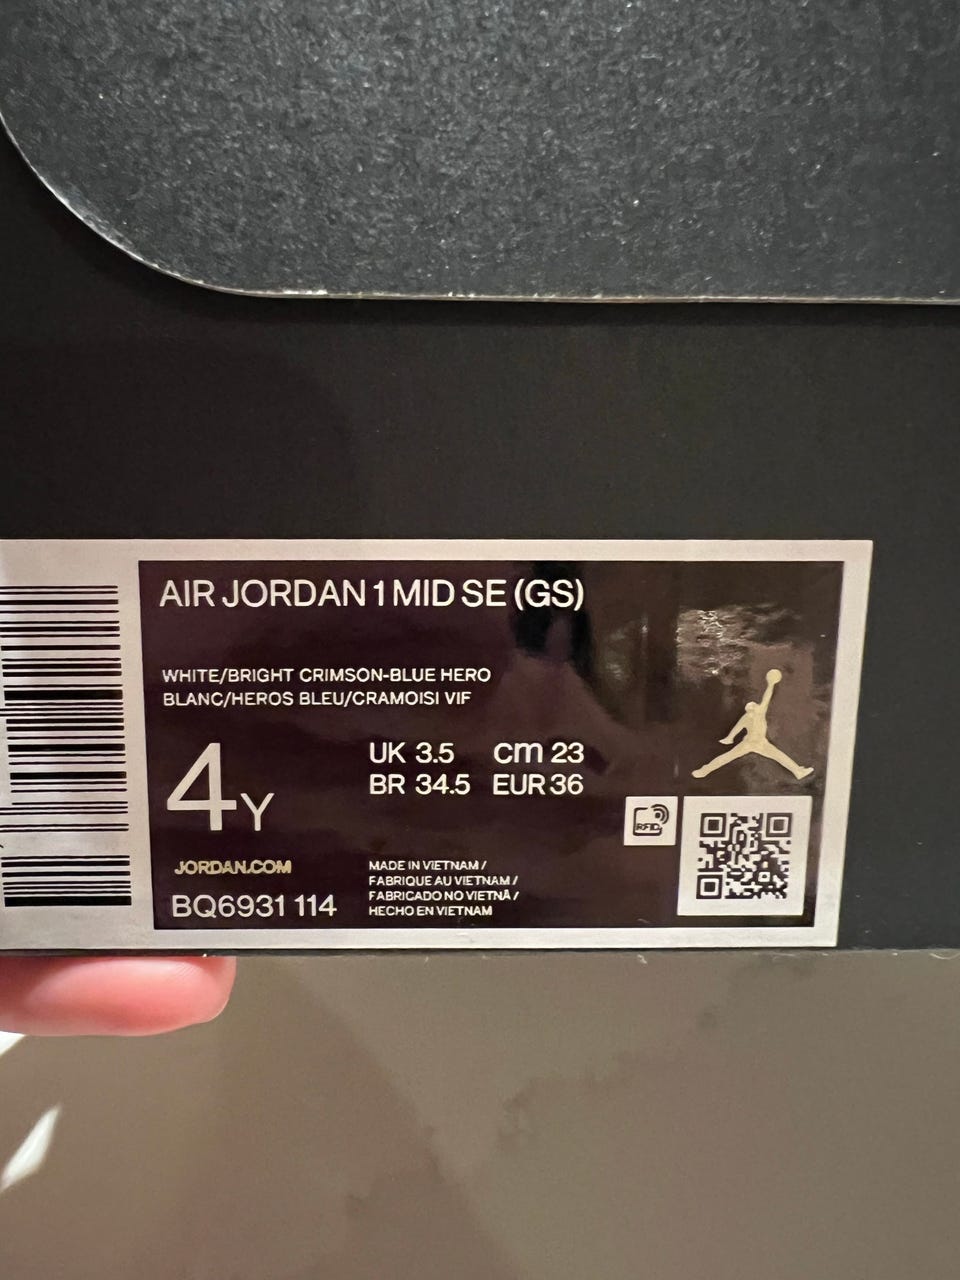 AIR JORDAN 1 MID SE (GS)
WHITE/BRIGHT CRIMSON-BLUE HERO
BLANC/HEROS BLEU/CRAMOISI VIF
4Y
UK 3.5 cm 23
BR 34.5 EUR 36
RFID
JORDAN.COM
BQ6931 114
MADE IN VIETNAM /
FABRIQUE AU VIETNAM /
FABRICADO NO VIETNÃ /
HECHO EN VIETNAM